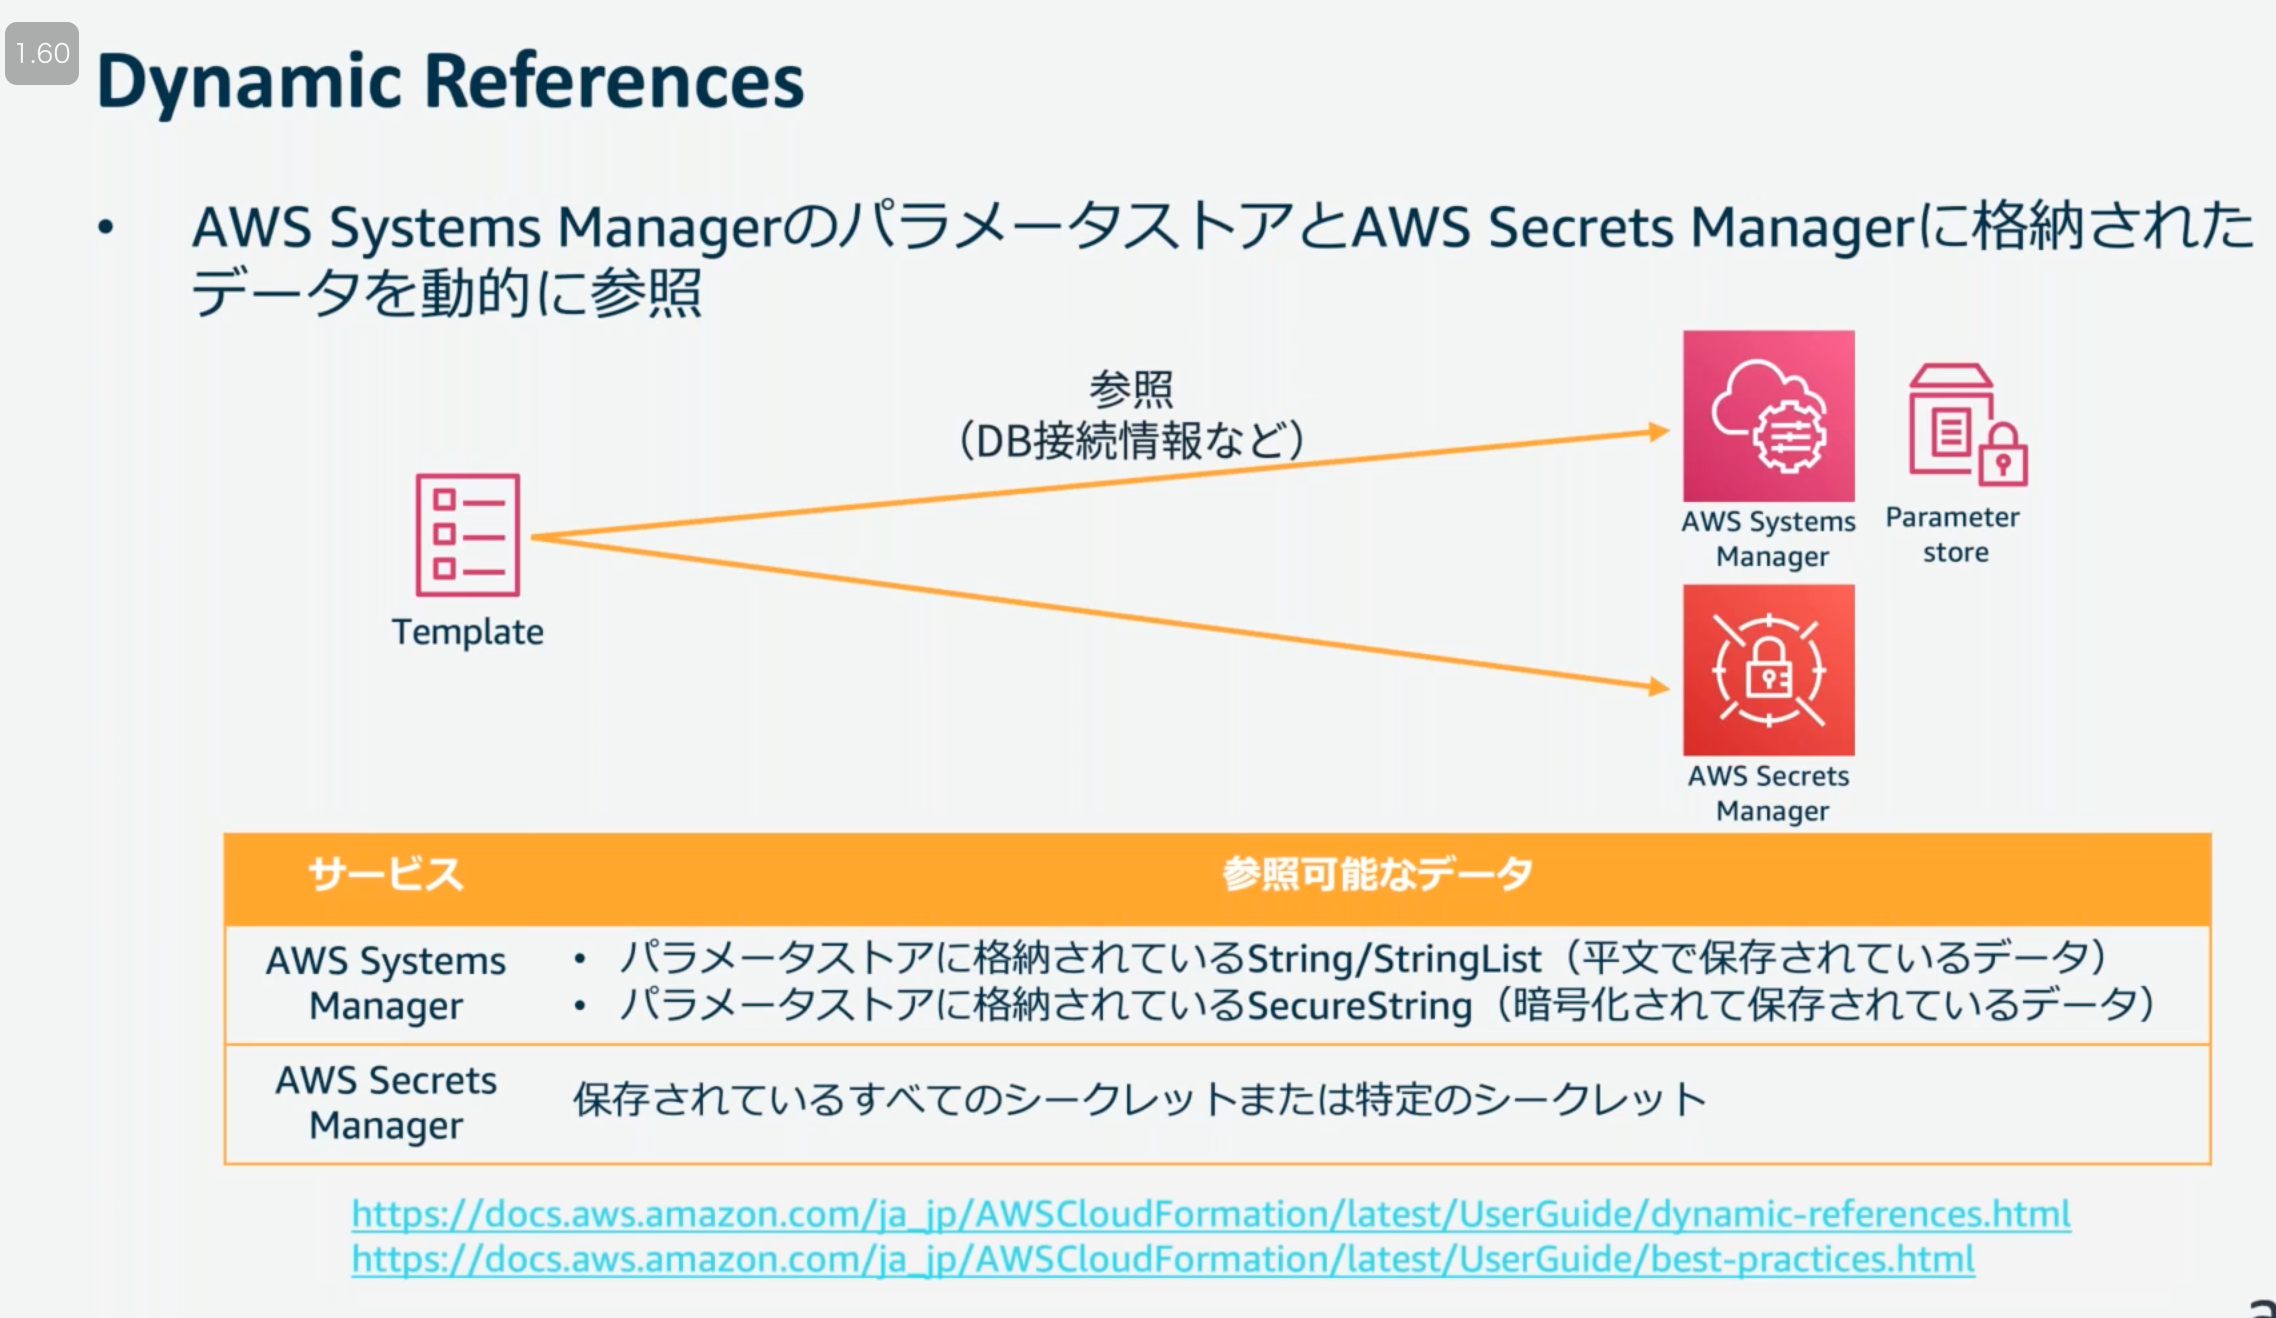 1.60
Dynamic References
• AWS Systems ManagerのパラメータストアとAWS Secrets Managerに格納された
データを動的に参照
参照
（DB接続情報など）
Template
AWS Systems
Manager
Parameter
store
AWS Secrets
Manager
サービス
参照可能なデータ
AWS Systems
Manager
• パラメータストアに格納されているString/StringList（平文で保存されているデータ）
• パラメータストアに格納されているSecureString（暗号化されて保存されているデータ）
AWS Secrets
Manager
保存されているすべてのシークレットまたは特定のシークレット
https://docs.aws.amazon.com/ja_jp/AWSCloudFormation/latest/UserGuide/dynamic-references.html
https://docs.aws.amazon.com/ja_jp/AWSCloudFormation/latest/UserGuide/best-practices.html